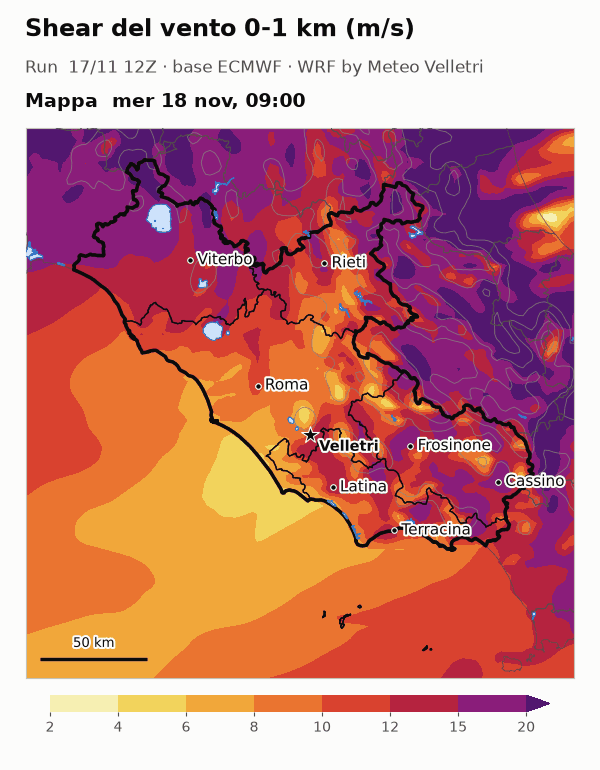 Shear del vento 0-1 km (m/s)
Run  17/11 12Z · base ECMWF · WRF by Meteo Velletri
Mappa  mer 18 nov, 09:00
Viterbo
Rieti
Roma
Velletri
Frosinone
Cassino
Latina
Terracina
50 km
2 4 6 8 10 12 15 20